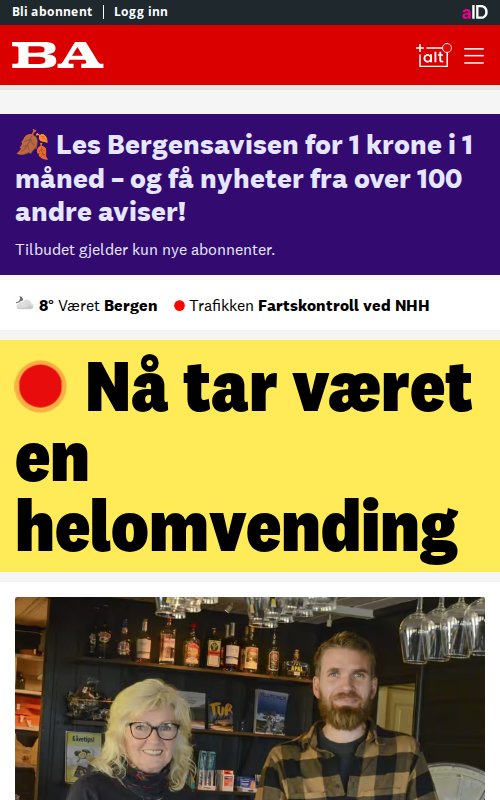 Bli abonnent | Logg inn
aID
BA
+alt
🍂 Les Bergensavisen for 1 krone i 1
måned – og få nyheter fra over 100
andre aviser!
Tilbudet gjelder kun nye abonnenter.
8° Været Bergen Trafikken Fartskontroll ved NHH
Nå tar været
en
helomvending
TUR